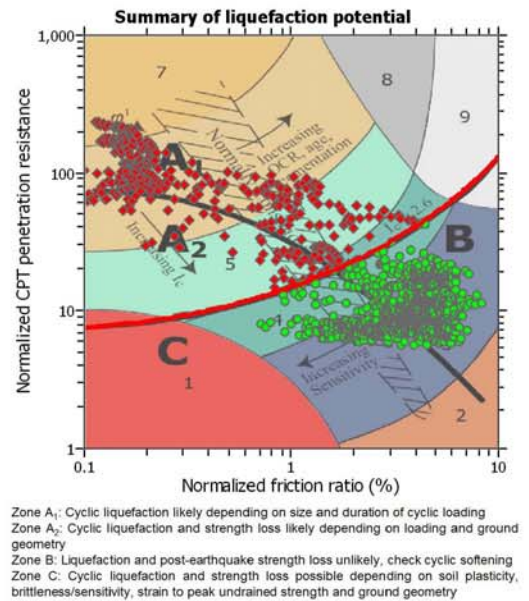 Summary of liquefaction potential
1,000
7
8
9
Normally
Increasing
OCR, age,
cementation
A1
100
Ic=2.6
A2
B
Increasing Ic
5
Normalized CPT penetration resistance
10
4
C
1
Increasing
Sensitivity
2
1
0.1
1
10
Normalized friction ratio (%)
Zone A1: Cyclic liquefaction likely depending on size and duration of cyclic loading
Zone A2: Cyclic liquefaction and strength loss likely depending on loading and ground
geometry
Zone B: Liquefaction and post-earthquake strength loss unlikely, check cyclic softening
Zone C: Cyclic liquefaction and strength loss possible depending on soil plasticity,
brittleness/sensitivity, strain to peak undrained strength and ground geometry